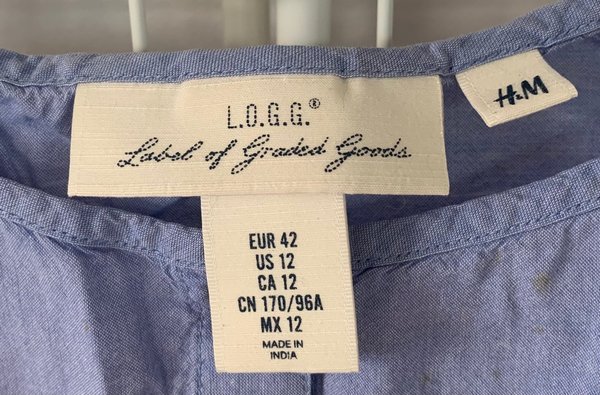 L.O.G.G.®
Label of Graded Goods
H&M
EUR 42
US 12
CA 12
CN 170/96A
MX 12
MADE IN
INDIA